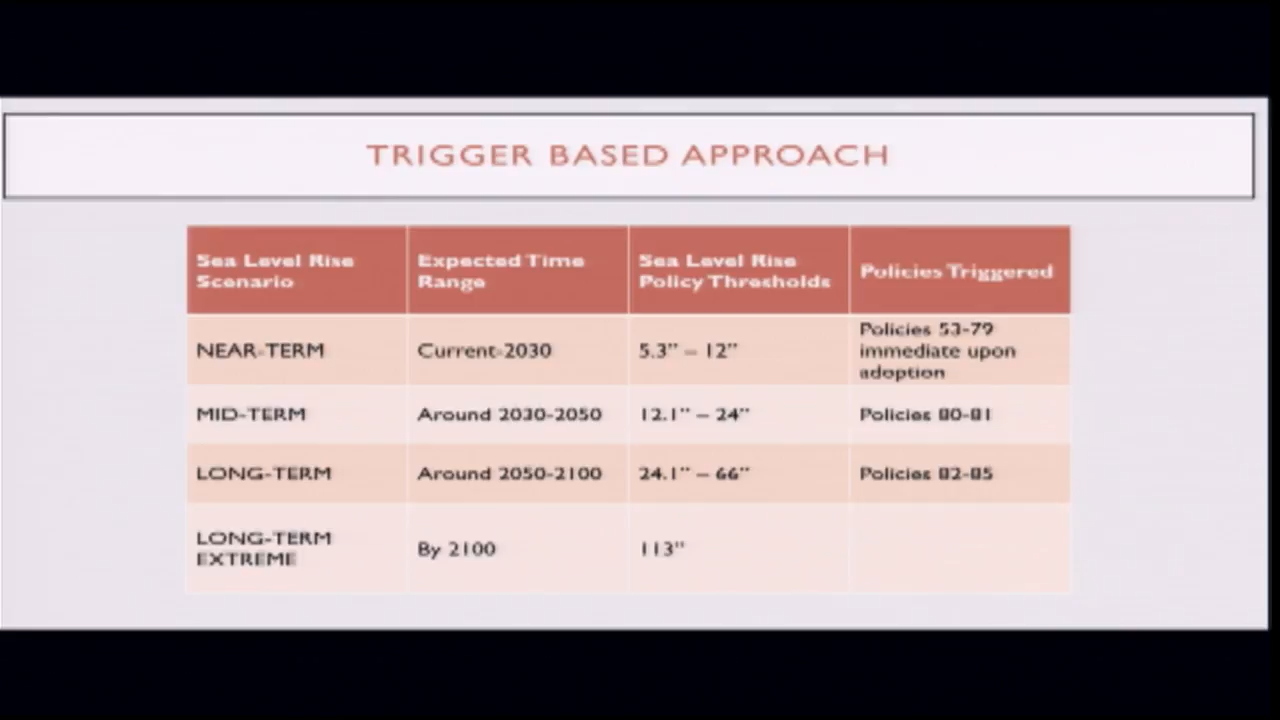 TRIGGER BASED APPROACH
Sea Level Rise
Scenario
Expected Time
Range
Sea Level Rise
Policy Thresholds
Policies Triggered
NEAR-TERM
Current-2030
5.3” – 12”
Policies 53-79
immediate upon
adoption
MID-TERM
Around 2030-2050
12.1” – 24”
Policies 80-81
LONG-TERM
Around 2050-2100
24.1” – 66”
Policies 82-85
LONG-TERM
EXTREME
By 2100
113”